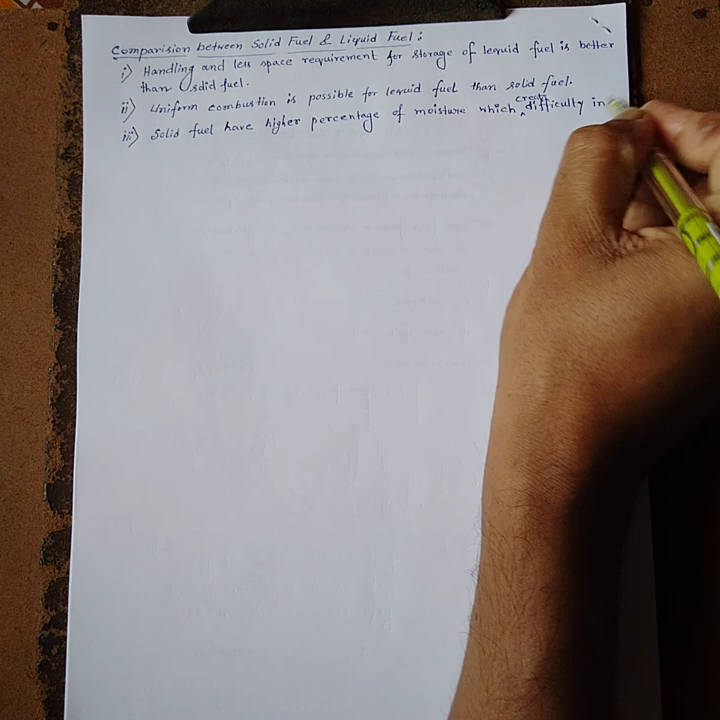 Comparision between Solid Fuel & Liquid Fuel :
i) Handling and less space requirement for storage of lequid fuel is better
than solid fuel.
ii) Uniform combustion is possible for lequid fuel than solid fuel.
iii) Solid fuel have higher percentage of moisture which create difficulty in